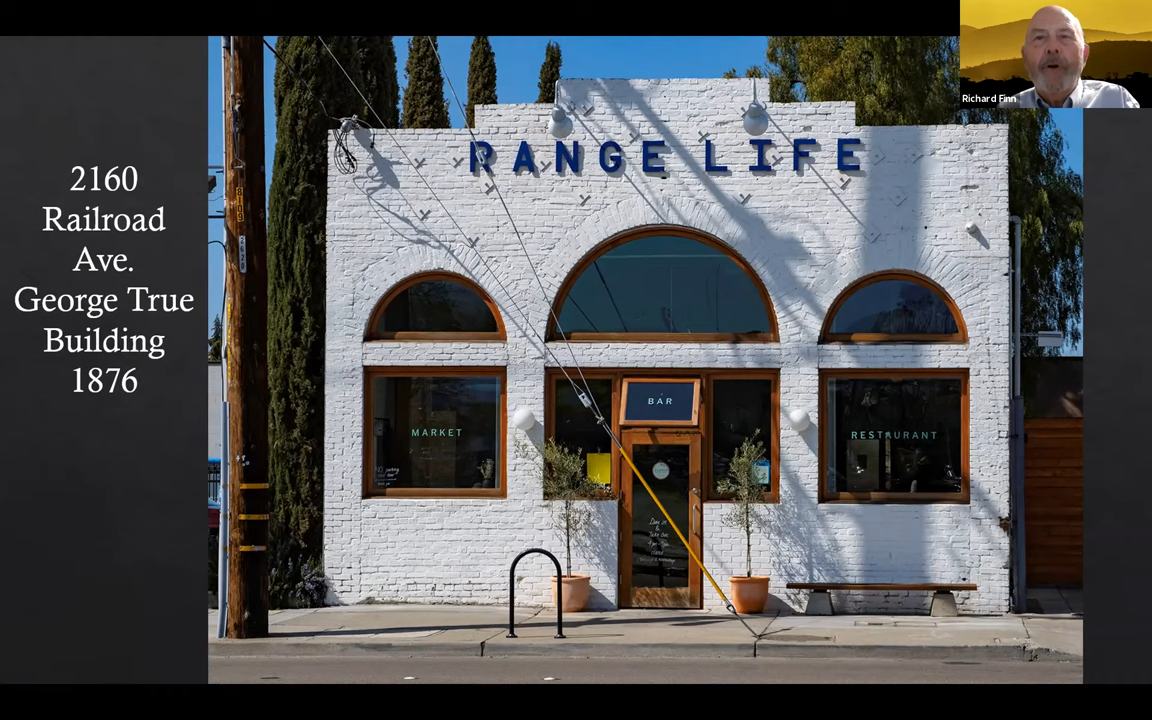 2160
Railroad
Ave.
George True
Building
1876
RANGE LIFE
BAR
MARKET
RESTAURANT
Richard Finn